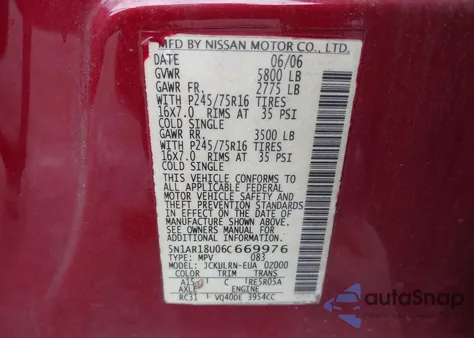 MFD BY NISSAN MOTOR CO., LTD.
DATE 06/06
GVWR 5800 LB
GAWR FR. 2775 LB
WITH P245/75R16 TIRES
16X7.0 RIMS AT 35 PSI
COLD SINGLE
GAWR RR. 3500 LB
WITH P245/75R16 TIRES
16X7.0 RIMS AT 35 PSI
COLD SINGLE
THIS VEHICLE CONFORMS TO
ALL APPLICABLE FEDERAL
MOTOR VEHICLE SAFETY
STANDARDS IN EFFECT ON THE
DATE OF MANUFACTURE
SHOWN ABOVE.
SEE OWNERS MANUAL FOR
ADDITIONAL INFORMATION
5N1AR18U06C669976
TYPE: MPV 083
MODEL: JCKULRN-EUA 02000
COLOR TRIM TRANS
A15 C RE5R05A
AXLE ENGINE
RC31 VQ40DE 3954CC
autoSnap